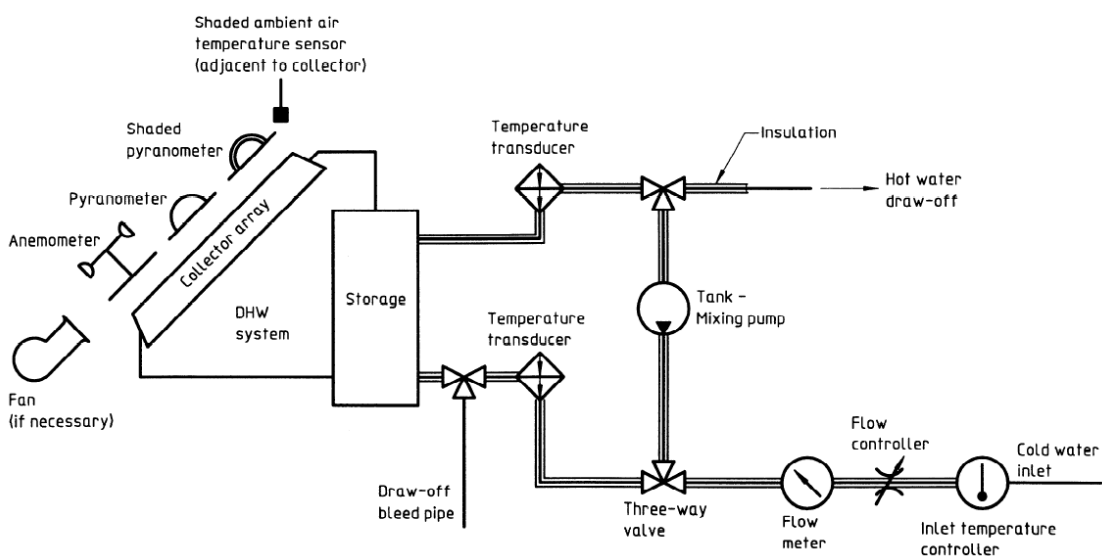 Shaded ambient air
temperature sensor
(adjacent to collector)
Shaded
pyranometer
Pyranometer
Anemometer
Collector array
Fan
(if necessary)
DHW
system
Storage
Temperature
transducer
Insulation
Hot water
draw-off
Tank -
Mixing pump
Temperature
transducer
Draw-off
bleed pipe
Three-way
valve
Flow
meter
Flow
controller
Cold water
inlet
Inlet temperature
controller